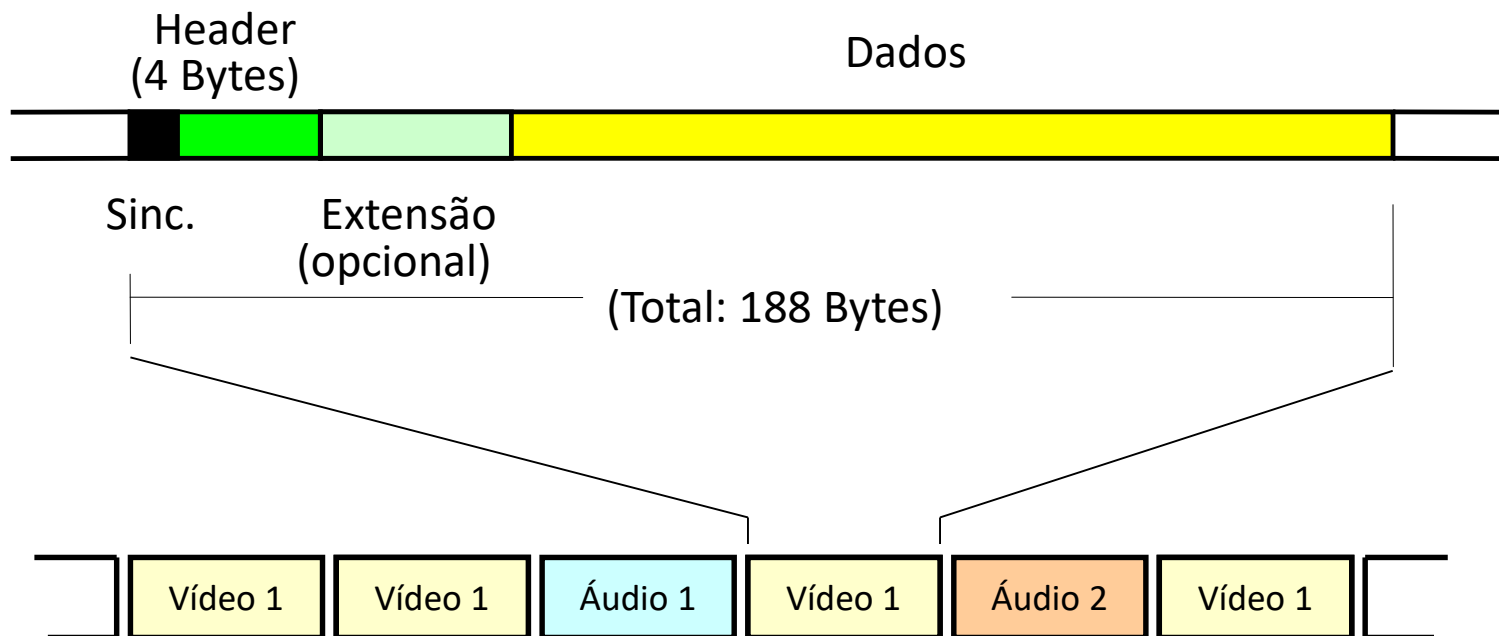 Header
(4 Bytes)
Dados
Sinc.
Extensão
(opcional)
(Total: 188 Bytes)
Vídeo 1
Vídeo 1
Áudio 1
Vídeo 1
Áudio 2
Vídeo 1